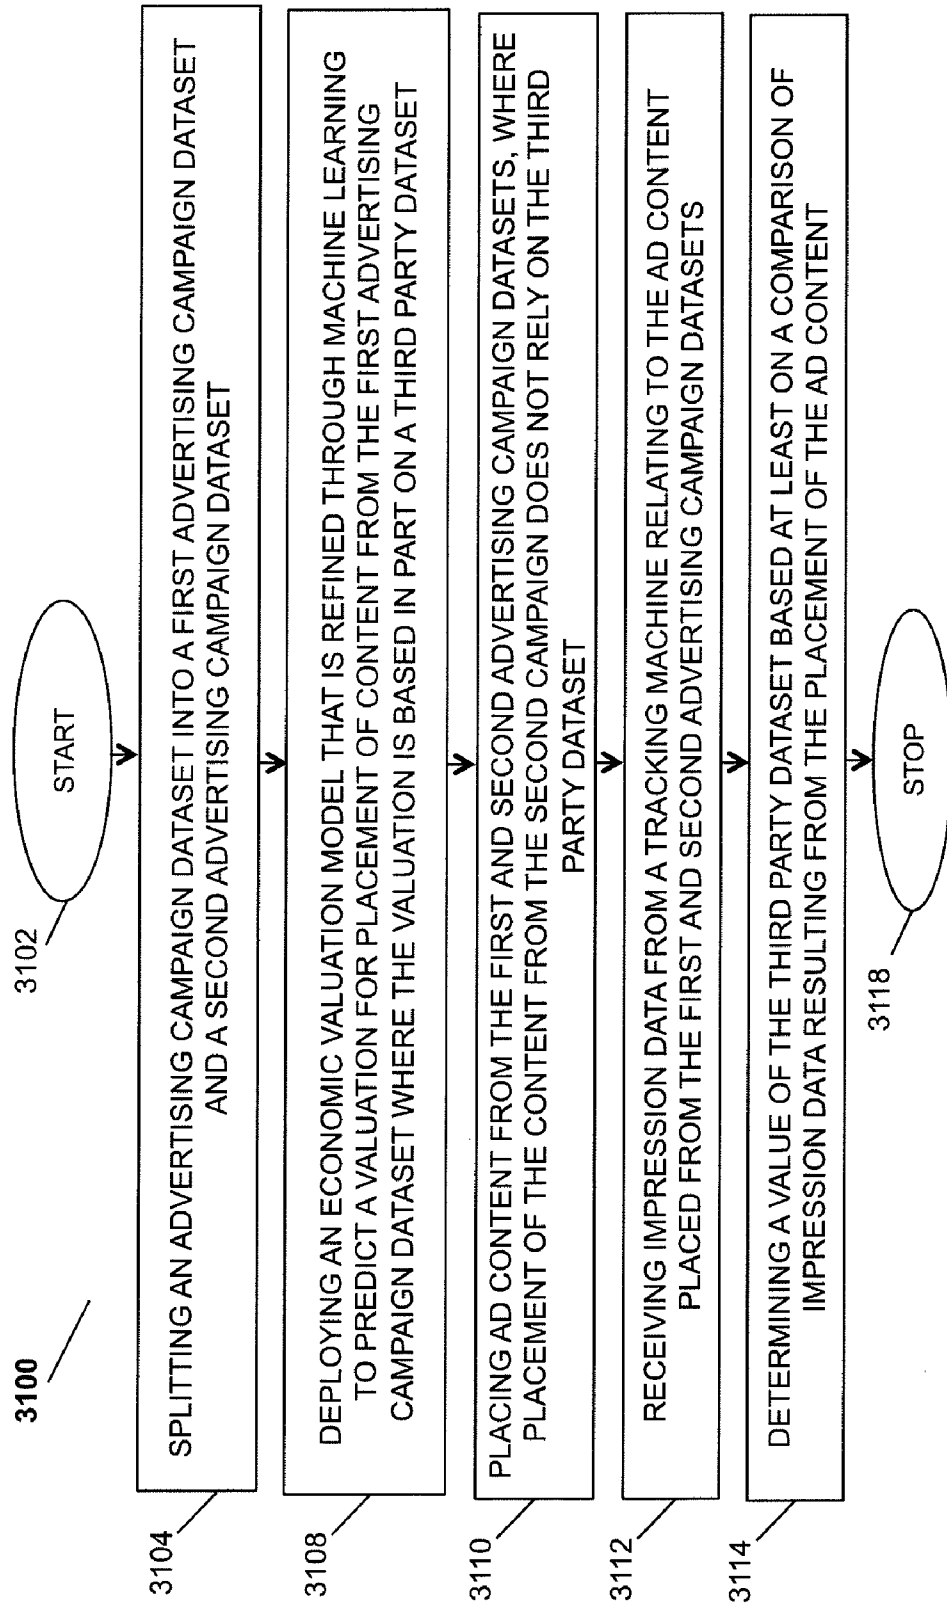 3100
3102
START
3104
SPLITTING AN ADVERTISING CAMPAIGN DATASET INTO A FIRST ADVERTISING CAMPAIGN DATASET
AND A SECOND ADVERTISING CAMPAIGN DATASET
3108
DEPLOYING AN ECONOMIC VALUATION MODEL THAT IS REFINED THROUGH MACHINE LEARNING
TO PREDICT A VALUATION FOR PLACEMENT OF CONTENT FROM THE FIRST ADVERTISING
CAMPAIGN DATASET WHERE THE VALUATION IS BASED IN PART ON A THIRD PARTY DATASET
3110
PLACING AD CONTENT FROM THE FIRST AND SECOND ADVERTISING CAMPAIGN DATASETS, WHERE
PLACEMENT OF THE CONTENT FROM THE SECOND CAMPAIGN DOES NOT RELY ON THE THIRD
PARTY DATASET
3112
RECEIVING IMPRESSION DATA FROM A TRACKING MACHINE RELATING TO THE AD CONTENT
PLACED FROM THE FIRST AND SECOND ADVERTISING CAMPAIGN DATASETS
3114
DETERMINING A VALUE OF THE THIRD PARTY DATASET BASED AT LEAST ON A COMPARISON OF
IMPRESSION DATA RESULTING FROM THE PLACEMENT OF THE AD CONTENT
3118
STOP